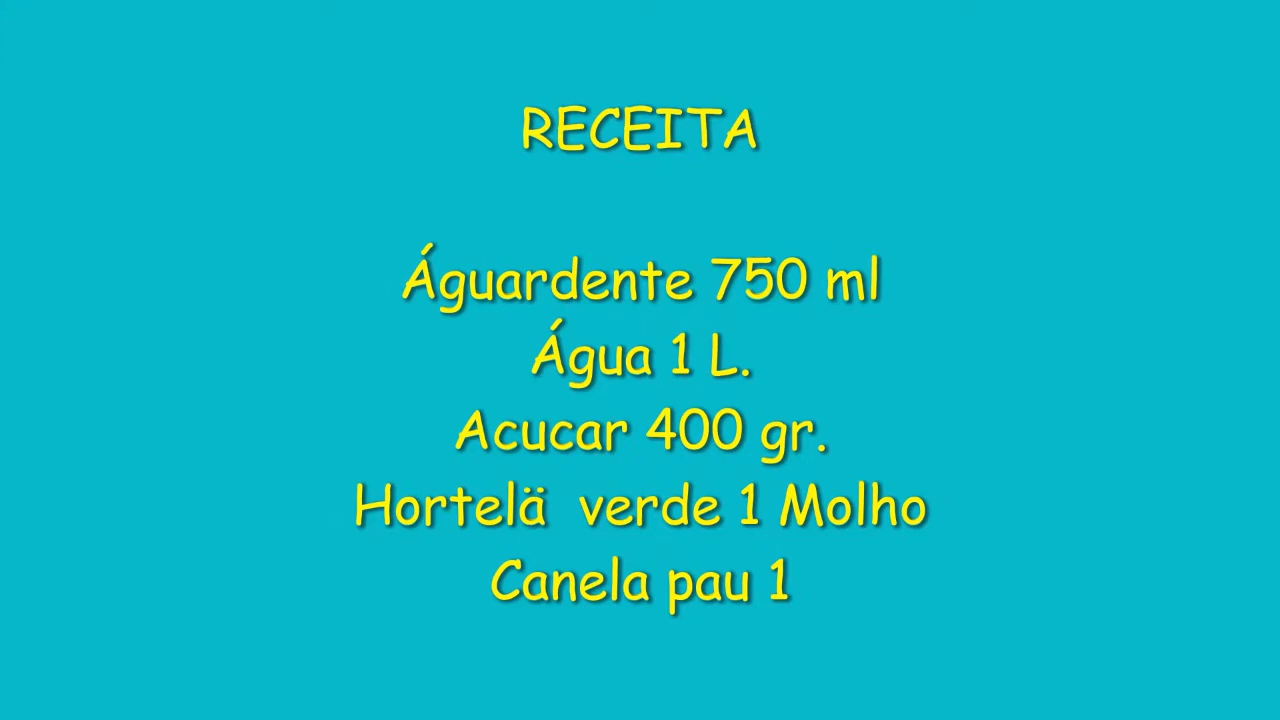 RECEITA
Águardente 750 ml
Água 1 L.
Acucar 400 gr.
Hortelä verde 1 Molho
Canela pau 1